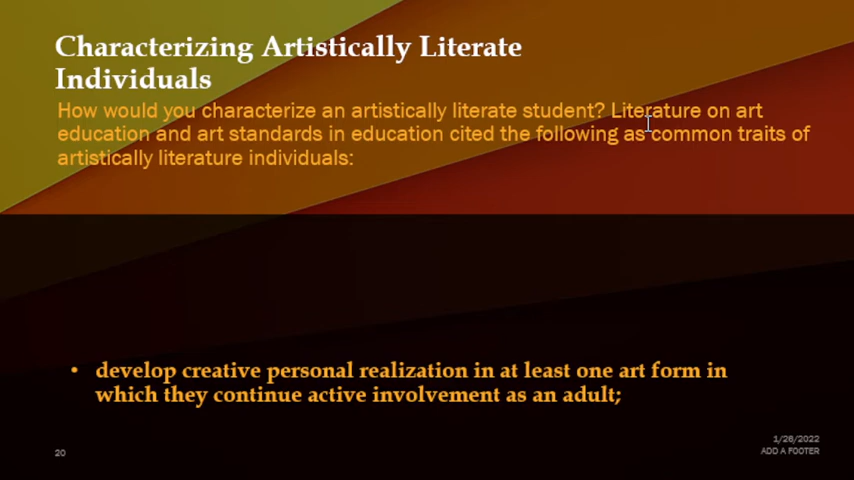 Characterizing Artistically Literate
Individuals
How would you characterize an artistically literate student? Literature on art
education and art standards in education cited the following as common traits of
artistically literature individuals:
• develop creative personal realization in at least one art form in
which they continue active involvement as an adult;
1/26/2022
20
ADD A FOOTER